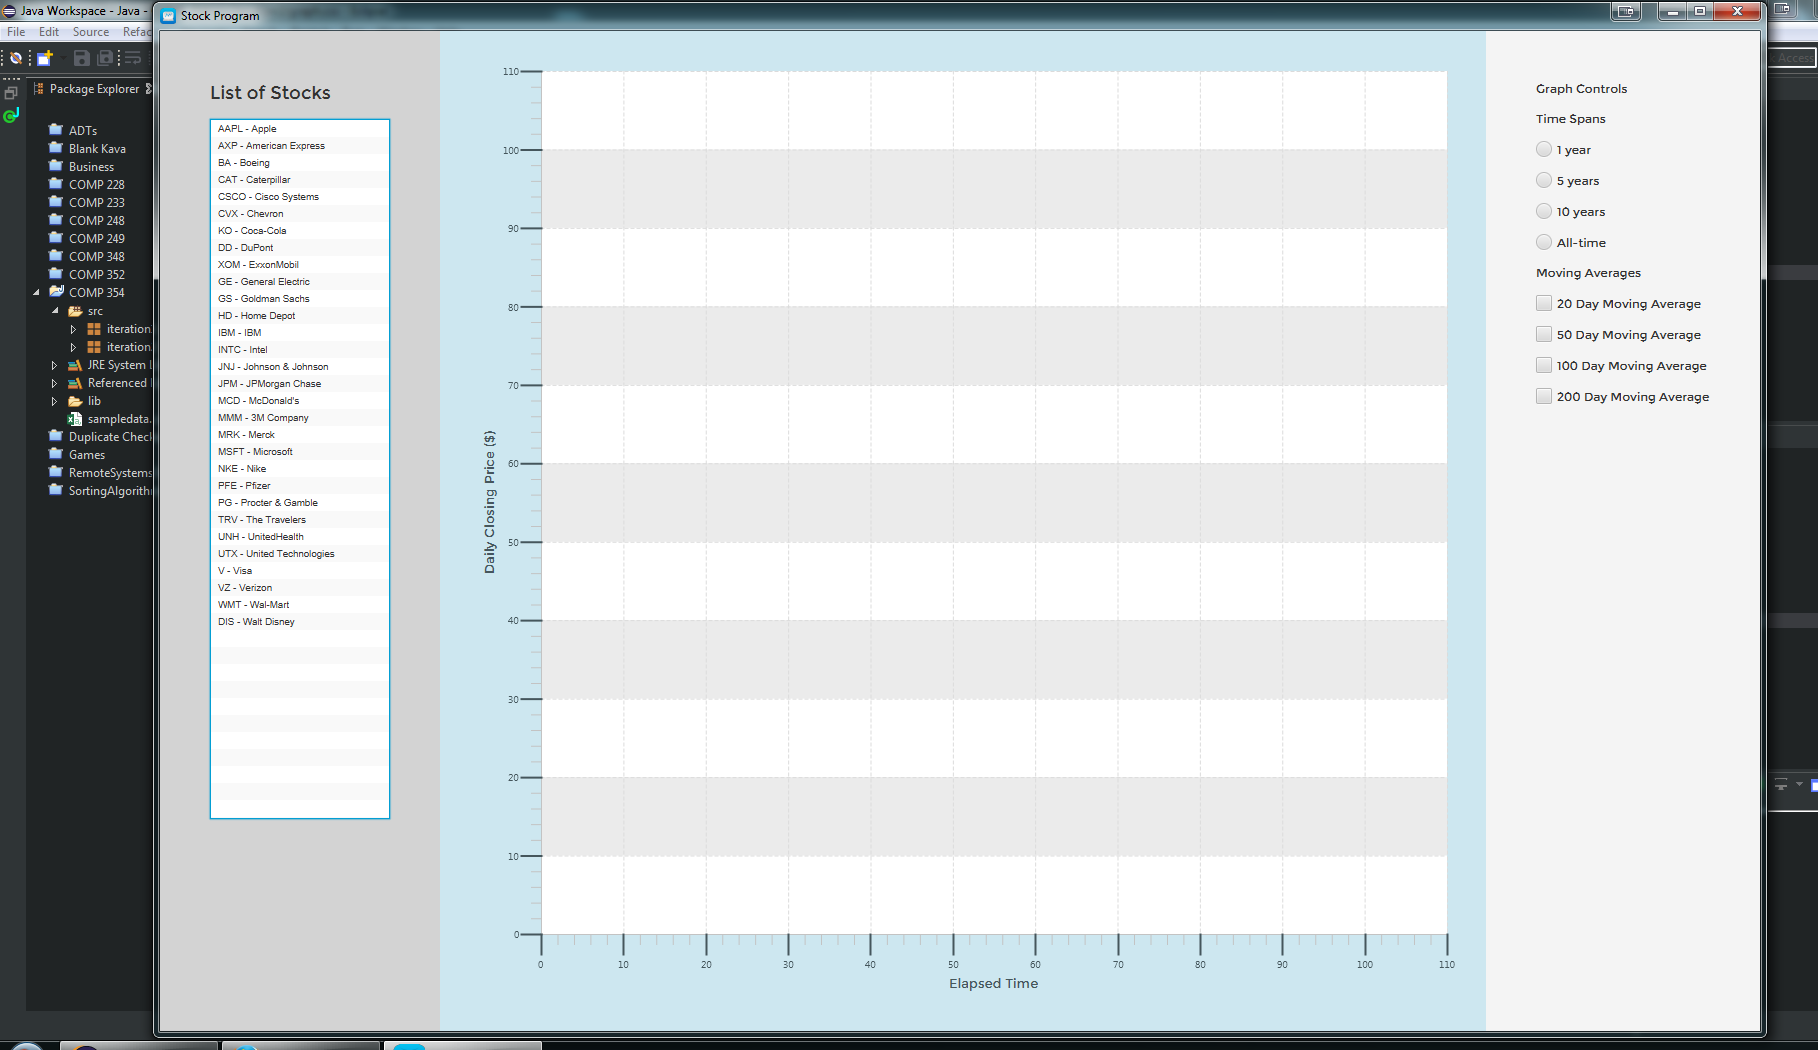 Java Workspace - Java -
File Edit Source Refac
Package Explorer
ADTs
Blank Kava
Business
COMP 228
COMP 233
COMP 248
COMP 249
COMP 348
COMP 352
COMP 354
src
iteration
iteration
JRE System
Referenced
lib
sampledata.
Duplicate Chec
Games
RemoteSystems
SortingAlgorith
Stock Program
List of Stocks
AAPL - Apple
AXP - American Express
BA - Boeing
CAT - Caterpillar
CSCO - Cisco Systems
CVX - Chevron
KO - Coca-Cola
DD - DuPont
XOM - ExxonMobil
GE - General Electric
GS - Goldman Sachs
HD - Home Depot
IBM - IBM
INTC - Intel
JNJ - Johnson & Johnson
JPM - JPMorgan Chase
MCD - McDonald's
MMM - 3M Company
MRK - Merck
MSFT - Microsoft
NKE - Nike
PFE - Pfizer
PG - Procter & Gamble
TRV - The Travelers
UNH - UnitedHealth
UTX - United Technologies
V - Visa
VZ - Verizon
WMT - Wal-Mart
DIS - Walt Disney
Daily Closing Price ($)
110
100
90
80
70
60
50
40
30
20
10
0
0 10 20 30 40 50 60 70 80 90 100 110
Elapsed Time
Graph Controls
Time Spans
1 year
5 years
10 years
All-time
Moving Averages
20 Day Moving Average
50 Day Moving Average
100 Day Moving Average
200 Day Moving Average
Access